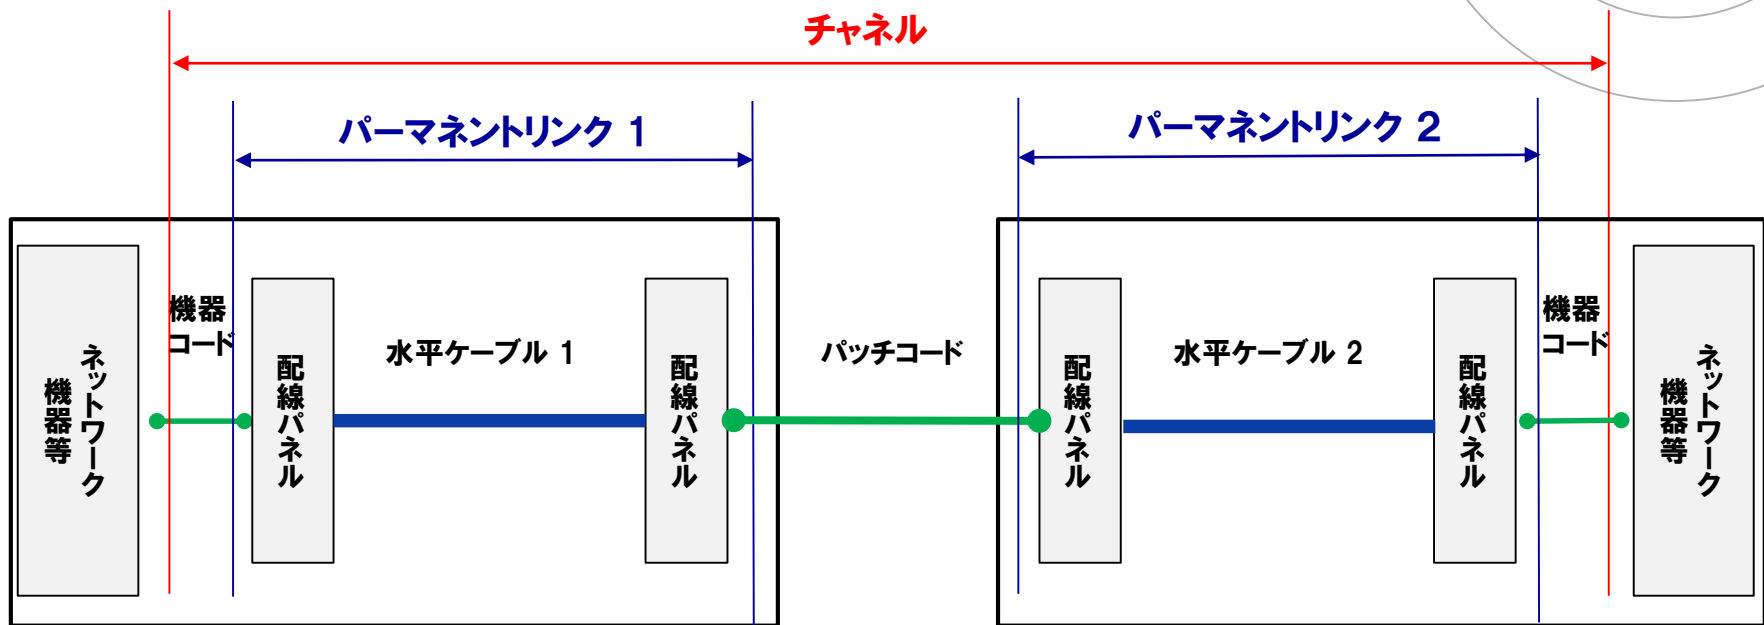 チャネル
パーマネントリンク 1
パーマネントリンク 2
ネットワーク
機器等
機器
コード
配線パネル
水平ケーブル 1
配線パネル
パッチコード
配線パネル
水平ケーブル 2
配線パネル
機器
コード
ネットワーク
機器等